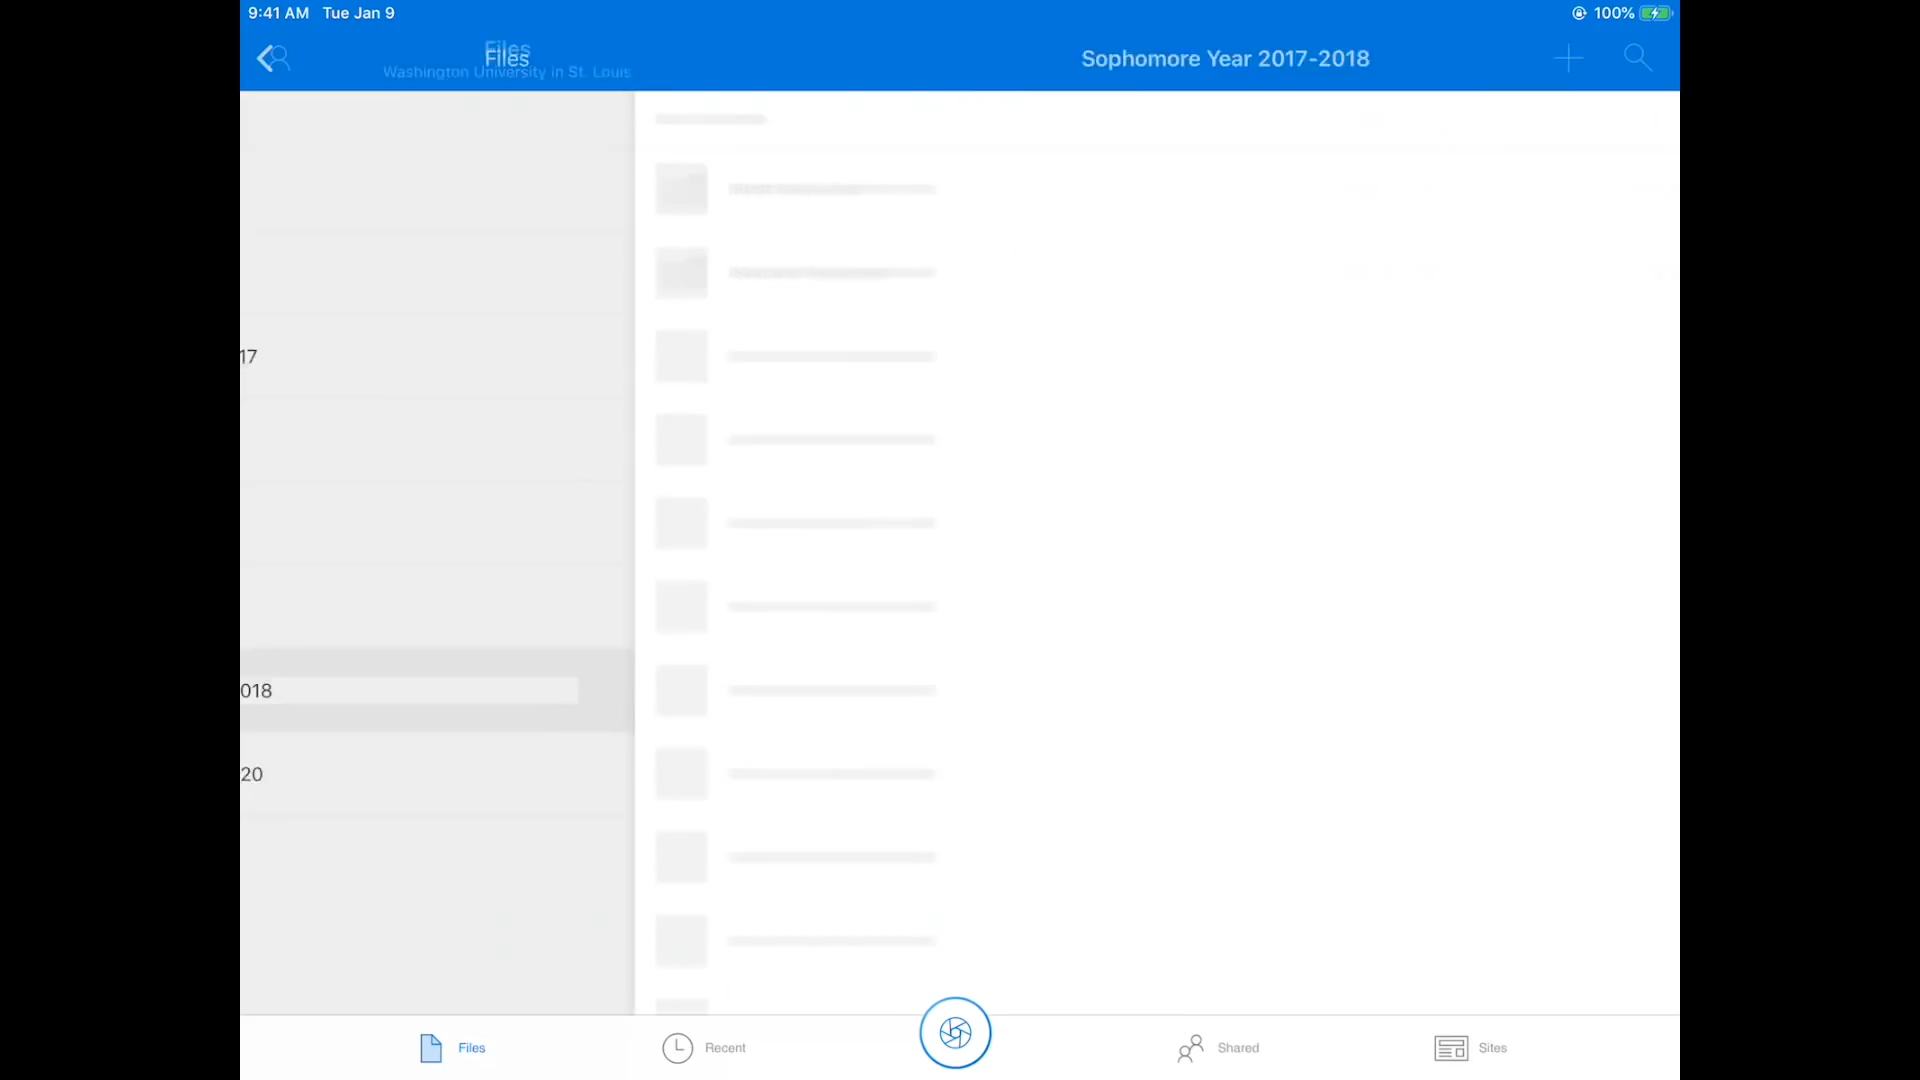 9:41 AM Tue Jan 9
100%
Files
Files
Washington University in St. Louis
Sophomore Year 2017-2018
17
018
20
Files
Recent
Shared
Sites